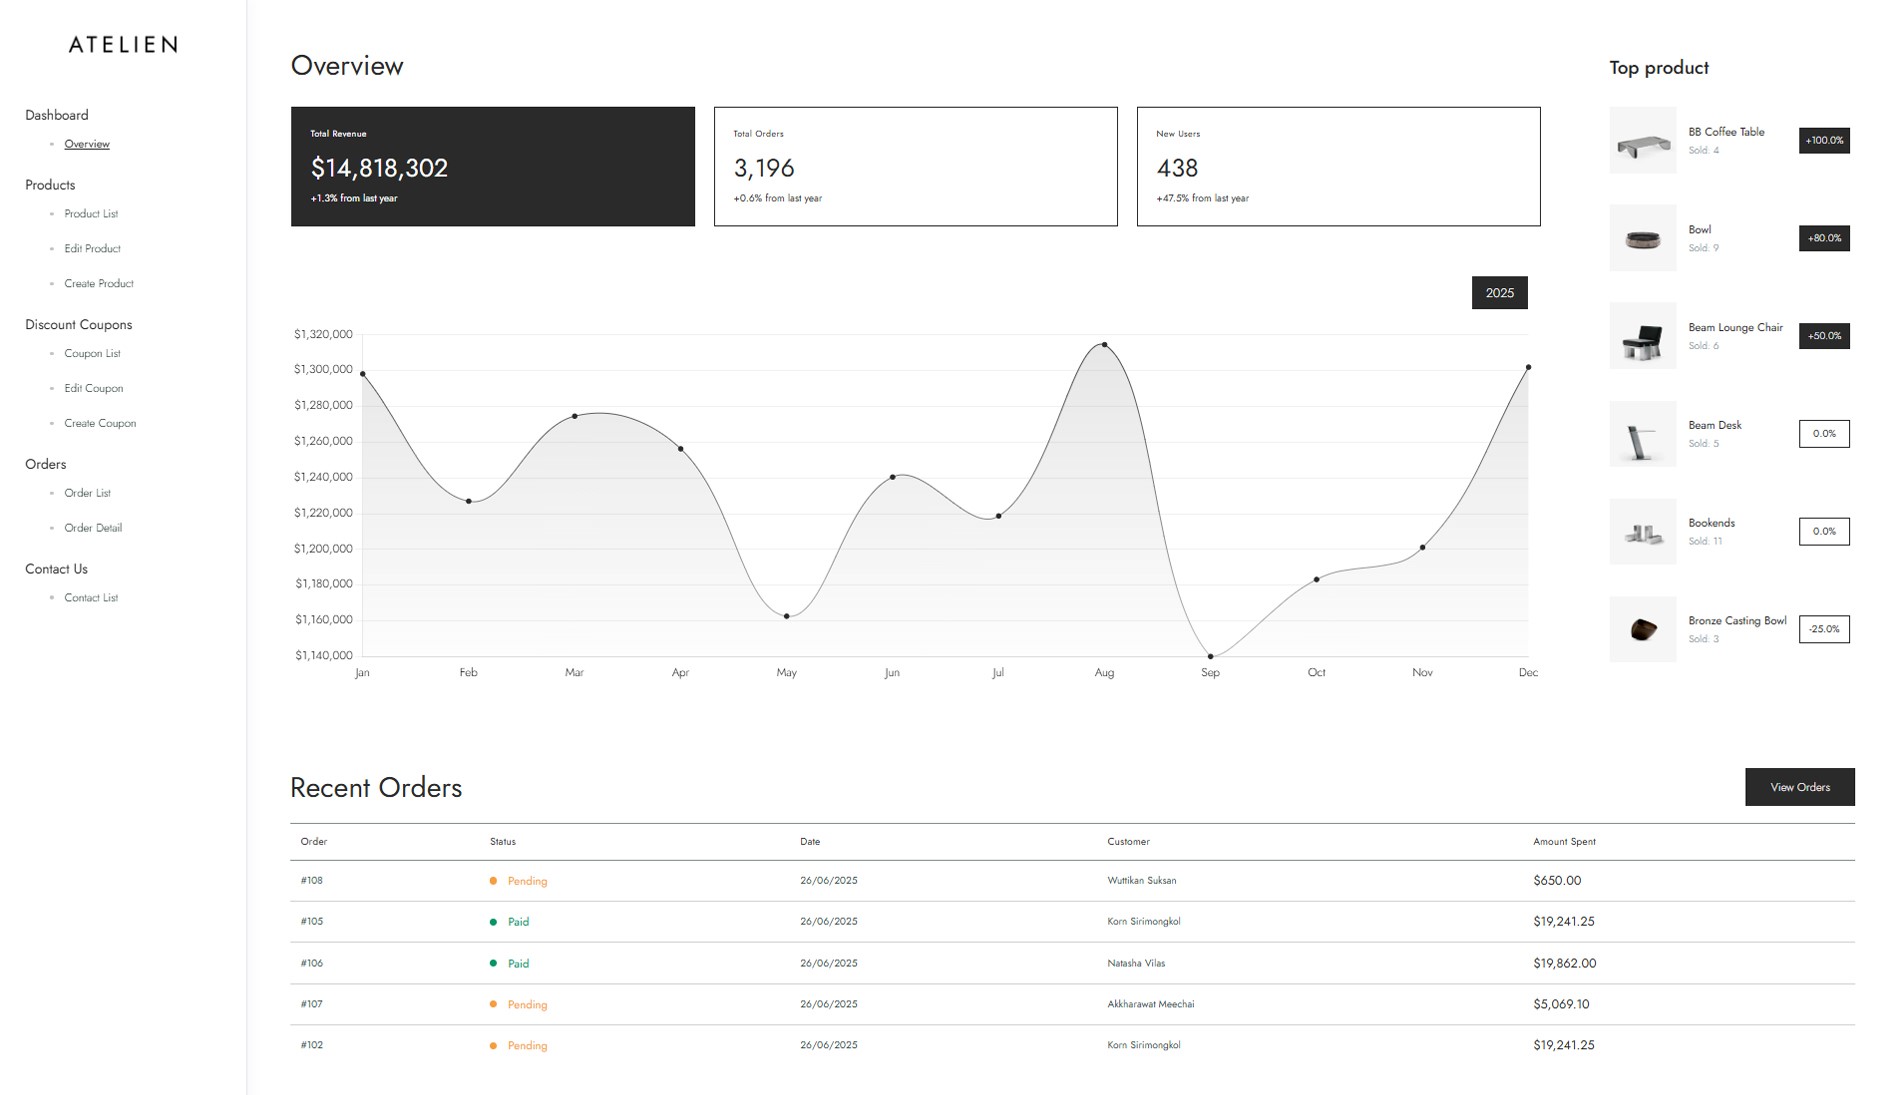 ATELIEN
Dashboard
Overview
Products
Product List
Edit Product
Create Product
Discount Coupons
Coupon List
Edit Coupon
Create Coupon
Orders
Order List
Order Detail
Contact Us
Contact List
Overview
Total Revenue
$14,818,302
+1.3% from last year
Total Orders
3,196
+0.6% from last year
New Users
438
+47.5% from last year
2025
$1,320,000
$1,300,000
$1,280,000
$1,260,000
$1,240,000
$1,220,000
$1,200,000
$1,180,000
$1,160,000
$1,140,000
Jan Feb Mar Apr May Jun Jul Aug Sep Oct Nov Dec
Top product
BB Coffee Table
Sold: 4
+100.0%
Bowl
Sold: 9
+80.0%
Beam Lounge Chair
Sold: 6
+50.0%
Beam Desk
Sold: 5
0.0%
Bookends
Sold: 11
0.0%
Bronze Casting Bowl
Sold: 3
-25.0%
Recent Orders
View Orders
Order Status Date Customer Amount Spent
#108 Pending 26/06/2025 Wuttikan Suksan $650.00
#105 Paid 26/06/2025 Korn Sirimongkol $19,241.25
#106 Paid 26/06/2025 Natasha Vilas $19,862.00
#107 Pending 26/06/2025 Akkharawat Meechai $5,069.10
#102 Pending 26/06/2025 Korn Sirimongkol $19,241.25